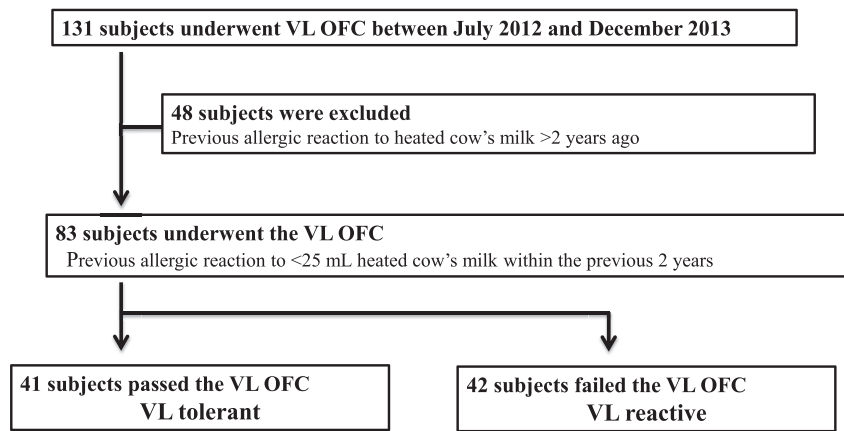 131 subjects underwent VL OFC between July 2012 and December 2013
48 subjects were excluded
Previous allergic reaction to heated cow's milk >2 years ago
83 subjects underwent the VL OFC
Previous allergic reaction to <25 mL heated cow's milk within the previous 2 years
41 subjects passed the VL OFC
VL tolerant
42 subjects failed the VL OFC
VL reactive